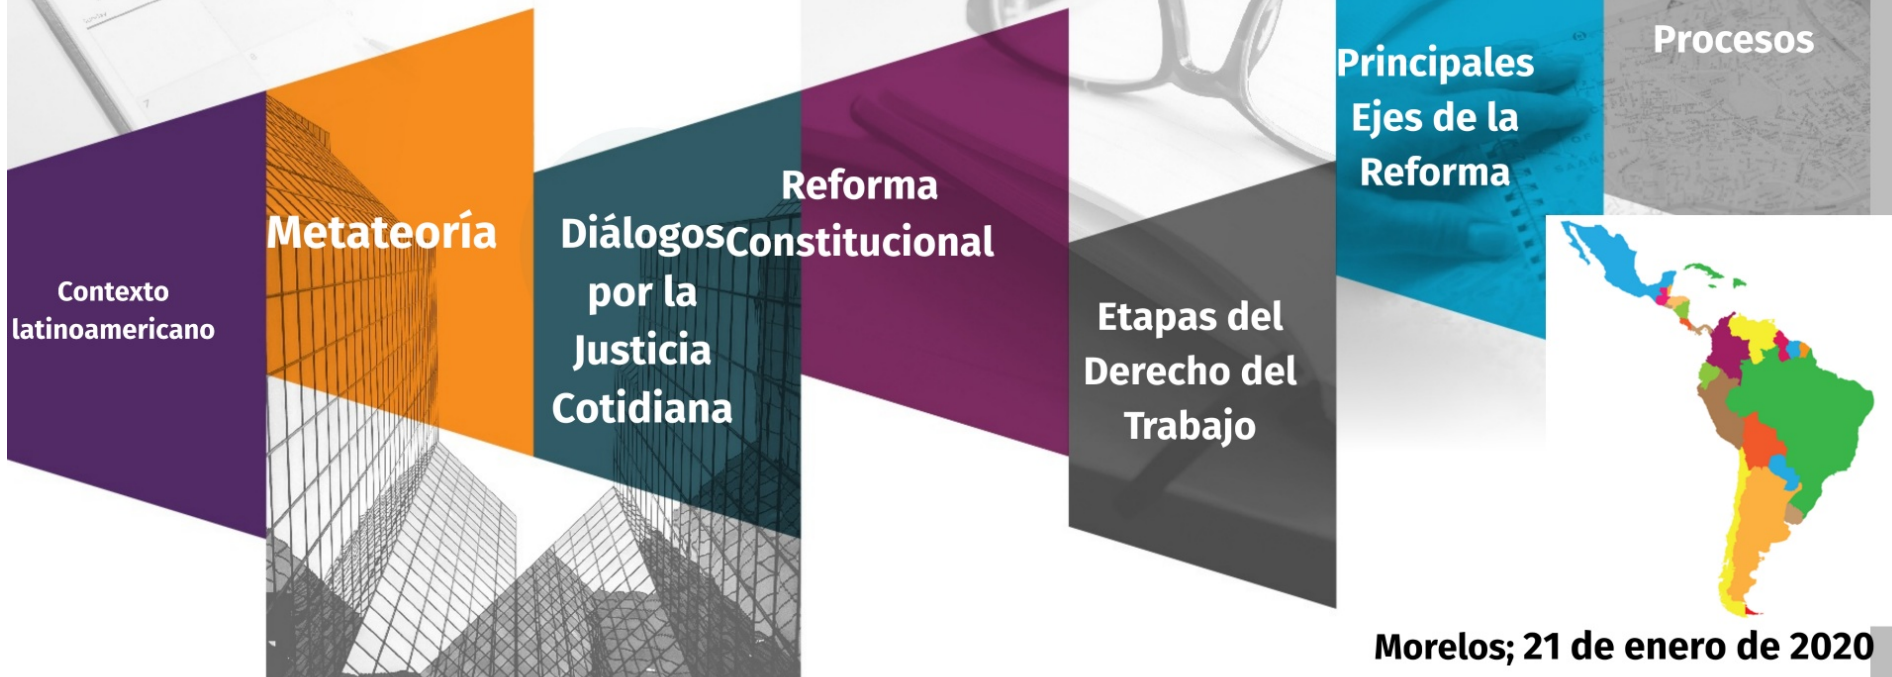 Contexto
latinoamericano
Metateoría
Diálogos
por la
Justicia
Cotidiana
Reforma
Constitucional
Etapas del
Derecho del
Trabajo
Principales
Ejes de la
Reforma
Procesos
Morelos; 21 de enero de 2020